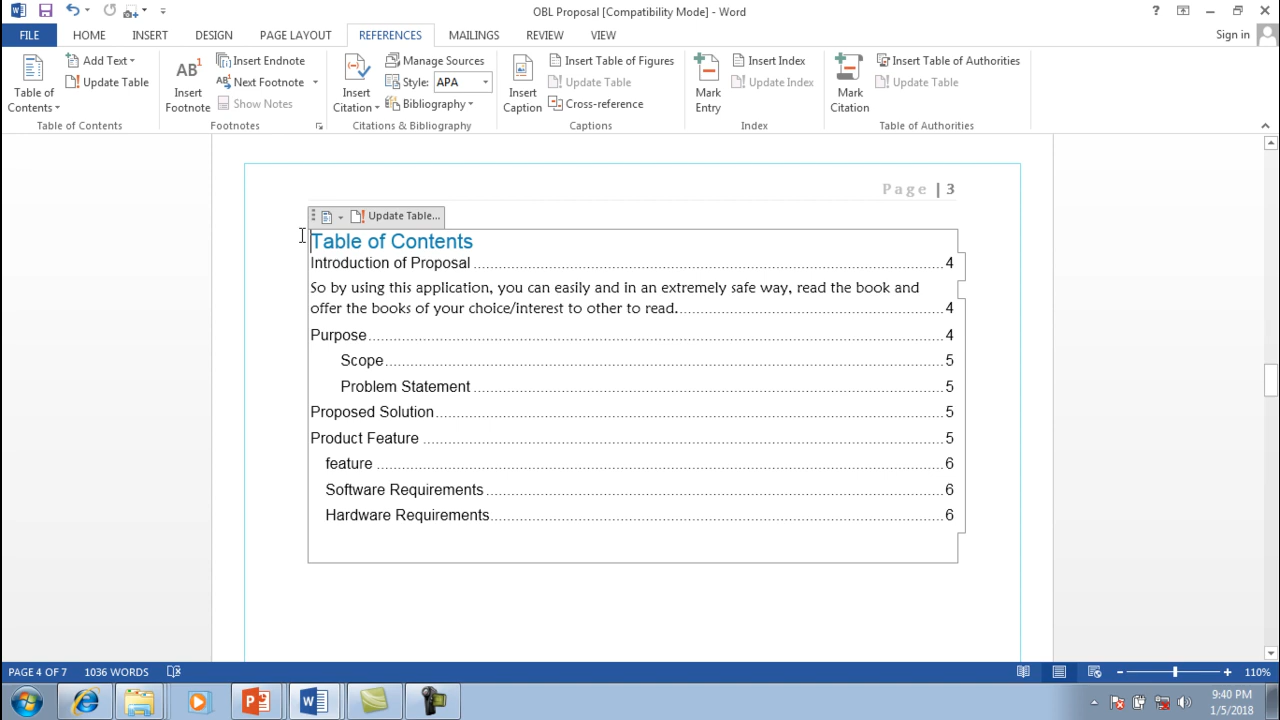 OBL Proposal [Compatibility Mode] - Word
FILE HOME INSERT DESIGN PAGE LAYOUT REFERENCES MAILINGS REVIEW VIEW Sign in
Table of Contents
Add Text
Update Table
Table of Contents
AB1
Insert Footnote
Insert Endnote
Next Footnote
Show Notes
Footnotes
Insert Citation
Manage Sources
Style: APA
Bibliography
Citations & Bibliography
Insert Caption
Insert Table of Figures
Update Table
Cross-reference
Captions
Mark Entry
Insert Index
Update Index
Index
Mark Citation
Insert Table of Authorities
Update Table
Table of Authorities
Page | 3
Update Table...
Table of Contents
Introduction of Proposal 4
So by using this application, you can easily and in an extremely safe way, read the book and
offer the books of your choice/interest to other to read. 4
Purpose 4
Scope 5
Problem Statement 5
Proposed Solution 5
Product Feature 5
feature 6
Software Requirements 6
Hardware Requirements 6
PAGE 4 OF 7 1036 WORDS 110%
9:40 PM
1/5/2018